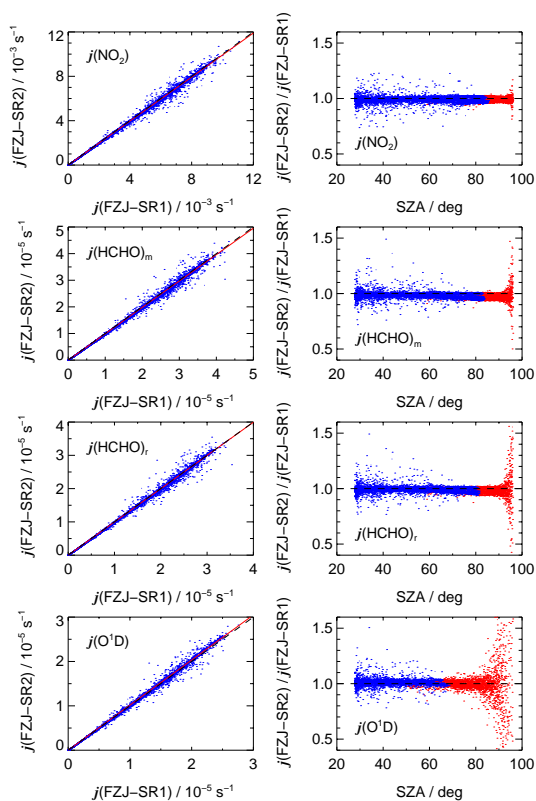 j(NO₂)
j(FZJ–SR2) / 10⁻³ s⁻¹
12
8
4
0
0 4 8 12
j(FZJ–SR1) / 10⁻³ s⁻¹
j(FZJ–SR2) / j(FZJ–SR1)
1.5
1.0
0.5
j(NO₂)
20 40 60 80 100
SZA / deg
j(HCHO)ₘ
j(FZJ–SR2) / 10⁻⁵ s⁻¹
5
4
3
2
1
0
0 1 2 3 4 5
j(FZJ–SR1) / 10⁻⁵ s⁻¹
j(FZJ–SR2) / j(FZJ–SR1)
1.5
1.0
0.5
j(HCHO)ₘ
20 40 60 80 100
SZA / deg
j(HCHO)ᵣ
j(FZJ–SR2) / 10⁻⁵ s⁻¹
4
3
2
1
0
0 1 2 3 4
j(FZJ–SR1) / 10⁻⁵ s⁻¹
j(FZJ–SR2) / j(FZJ–SR1)
1.5
1.0
0.5
j(HCHO)ᵣ
20 40 60 80 100
SZA / deg
j(O¹D)
j(FZJ–SR2) / 10⁻⁵ s⁻¹
3
2
1
0
0 1 2 3
j(FZJ–SR1) / 10⁻⁵ s⁻¹
j(FZJ–SR2) / j(FZJ–SR1)
1.5
1.0
0.5
j(O¹D)
20 40 60 80 100
SZA / deg